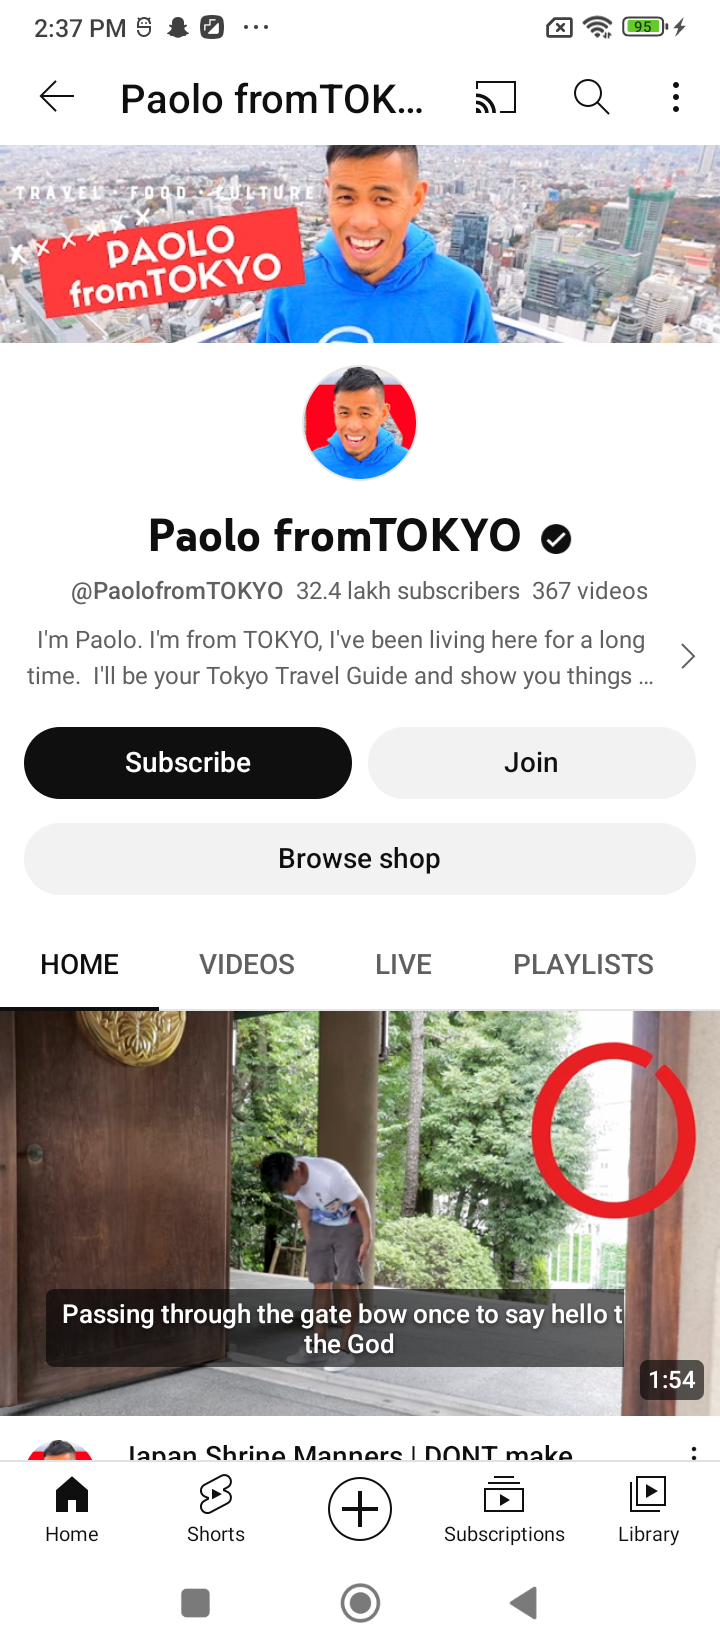 2:37 PM
95
Paolo fromTOK...
TRAVEL · FOOD · CULTURE
x x x x x x x
PAOLO
fromTOKYO
Paolo fromTOKYO
@PaolofromTOKYO 32.4 lakh subscribers 367 videos
I'm Paolo. I'm from TOKYO, I've been living here for a long
time. I'll be your Tokyo Travel Guide and show you things ...
Subscribe
Join
Browse shop
HOME
VIDEOS
LIVE
PLAYLISTS
Passing through the gate bow once to say hello t
the God
1:54
Japan Shrine Manners | DONT make
Home
Shorts
Subscriptions
Library